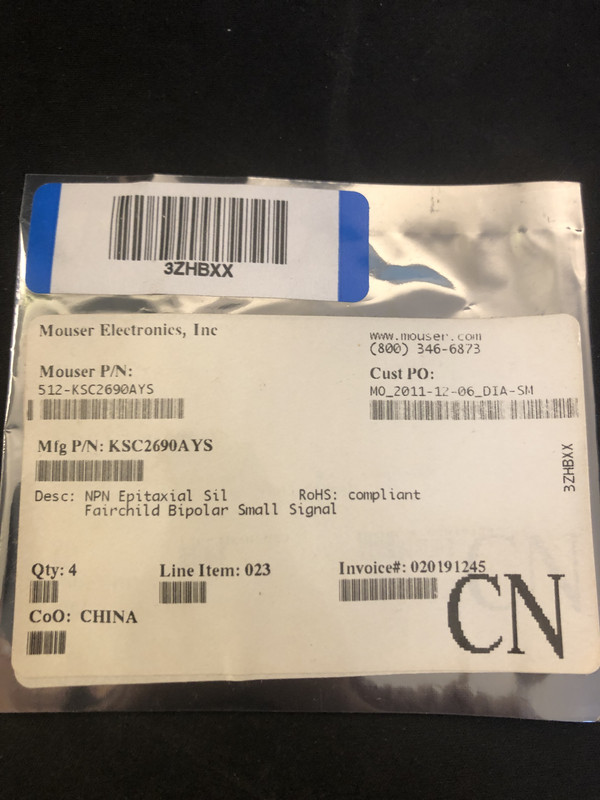 3ZHBXX
Mouser Electronics, Inc
www.mouser.com
(800) 346-6873
Mouser P/N:
512-KSC2690AYS
Cust PO:
MO_2011-12-06_DIA-SM
Mfg P/N: KSC2690AYS
3ZHBXX
Desc: NPN Epitaxial Sil RoHS: compliant
Fairchild Bipolar Small Signal
Qty: 4 Line Item: 023 Invoice#: 020191245
CoO: CHINA
CN